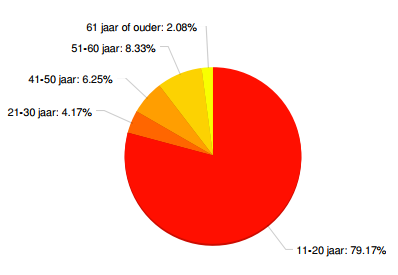 61 jaar of ouder: 2.08%
51-60 jaar: 8.33%
41-50 jaar: 6.25%
21-30 jaar: 4.17%
11-20 jaar: 79.17%